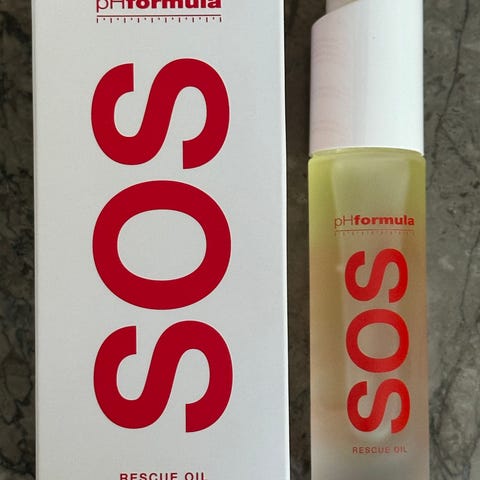 pHformula
SOS
RESCUE OIL
pHformula
SOS
RESCUE OIL